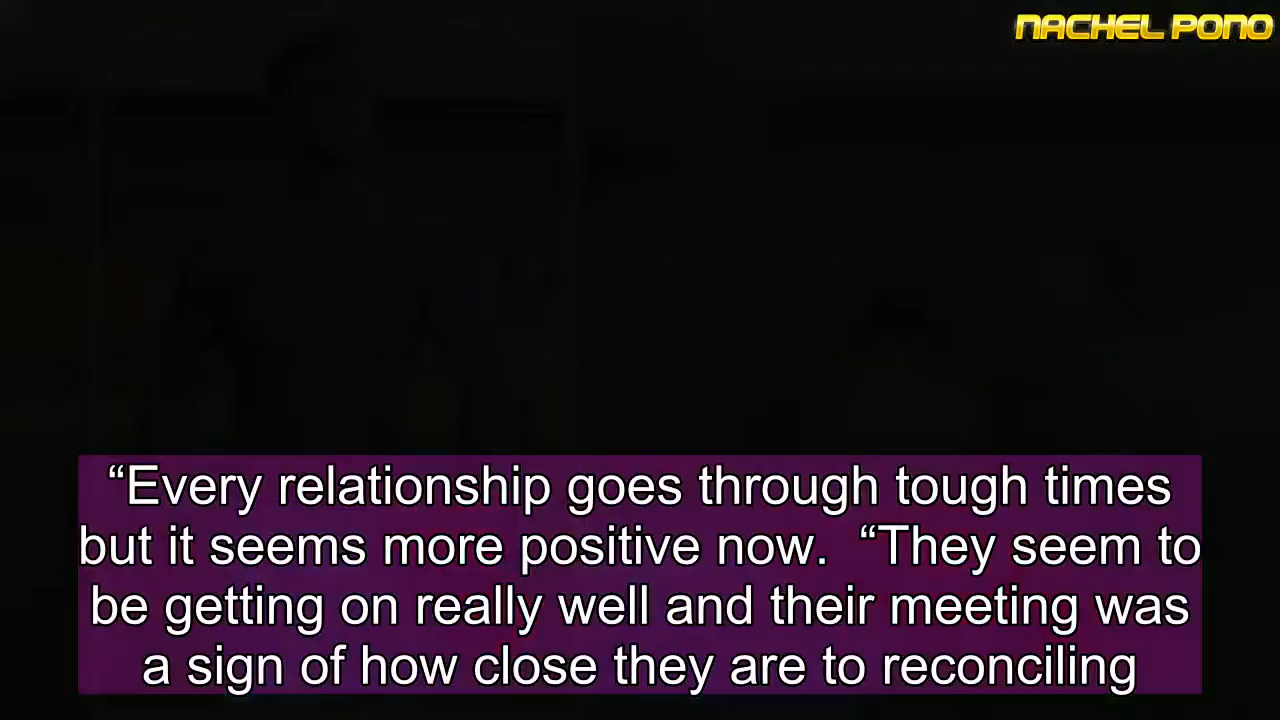 NACHEL PONO
“Every relationship goes through tough times
but it seems more positive now.  “They seem to
be getting on really well and their meeting was
a sign of how close they are to reconciling